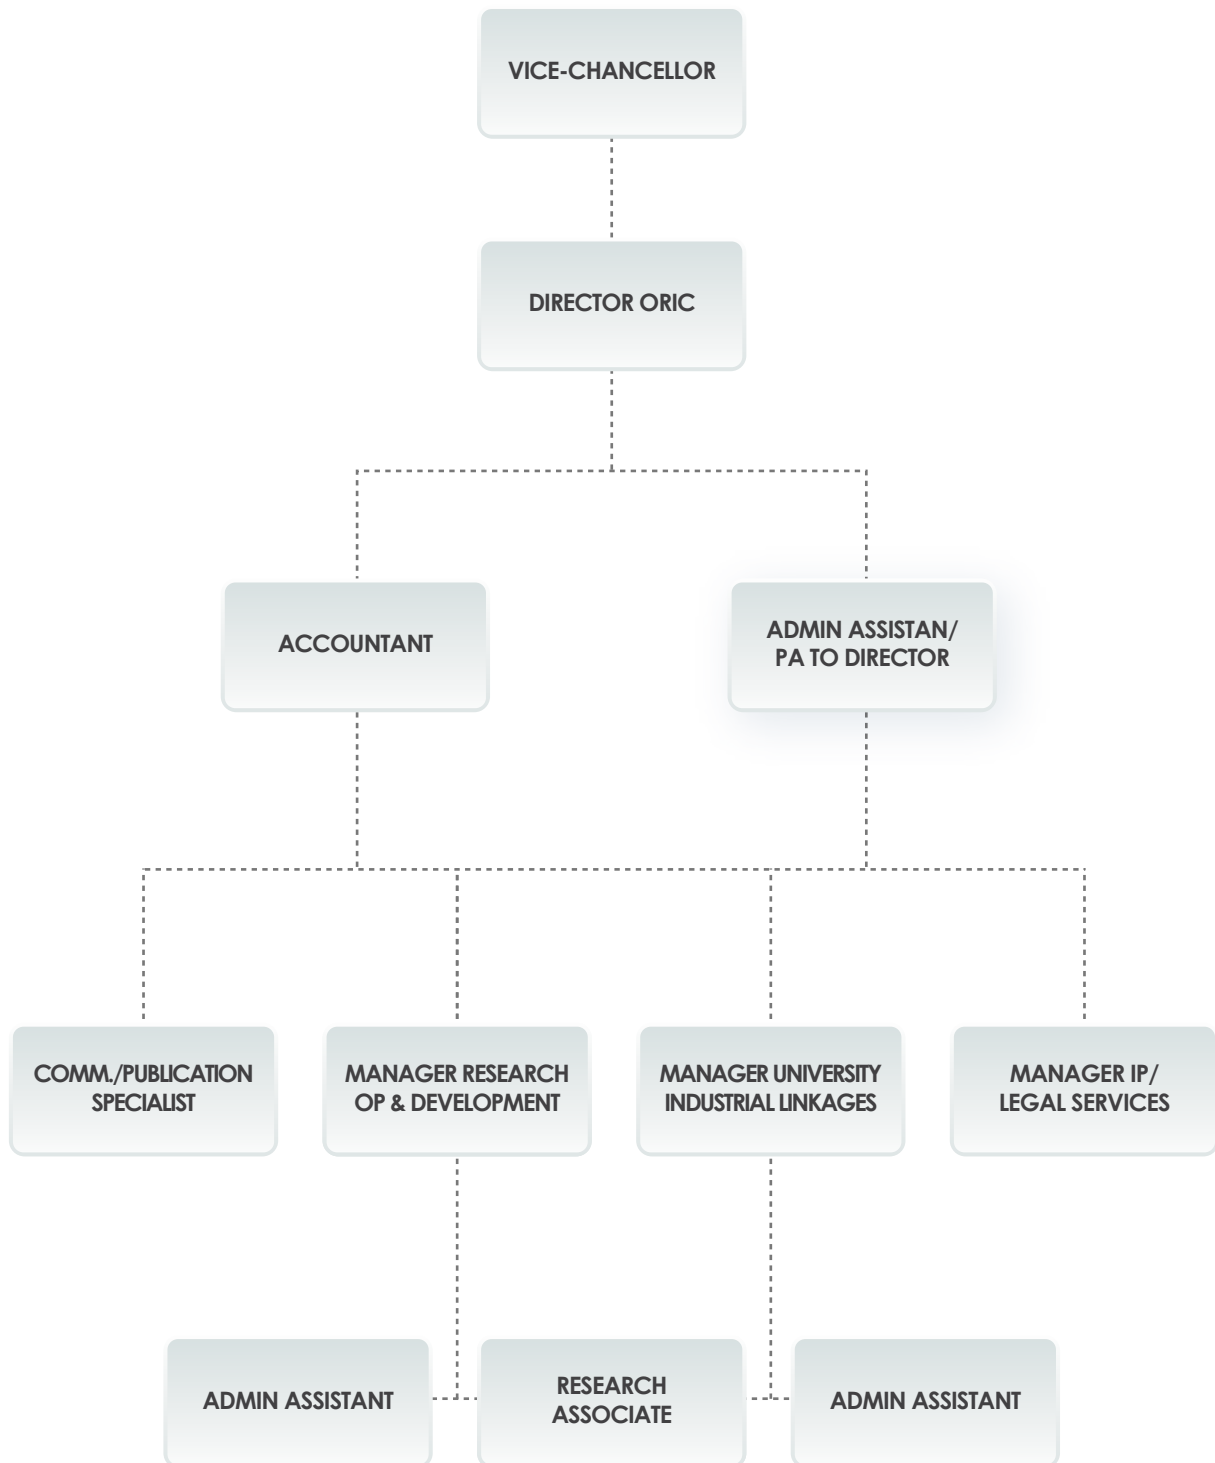 VICE-CHANCELLOR
DIRECTOR ORIC
ACCOUNTANT
ADMIN ASSISTAN/
PA TO DIRECTOR
COMM./PUBLICATION
SPECIALIST
MANAGER RESEARCH
OP & DEVELOPMENT
MANAGER UNIVERSITY
INDUSTRIAL LINKAGES
MANAGER IP/
LEGAL SERVICES
ADMIN ASSISTANT
RESEARCH
ASSOCIATE
ADMIN ASSISTANT